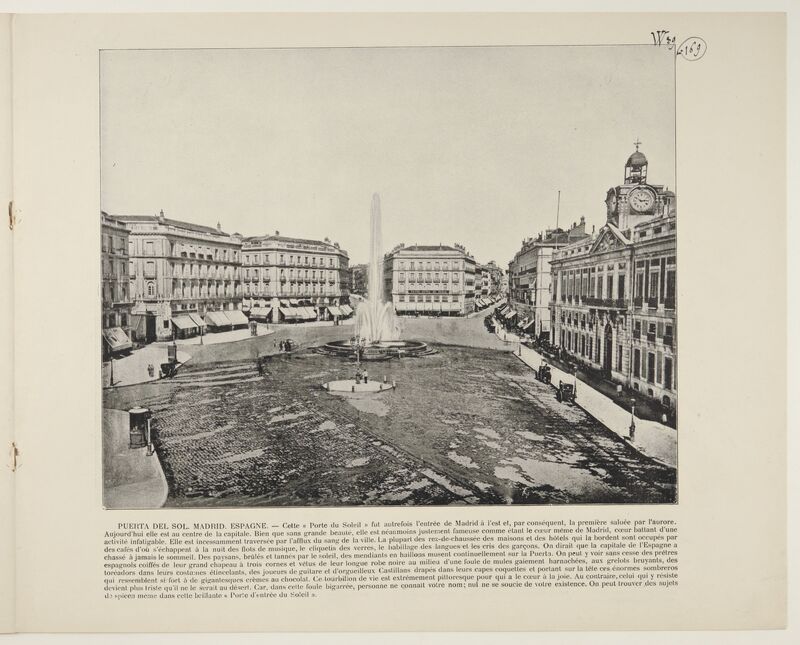 W39
169
PUERTA DEL SOL. MADRID. ESPAGNE. — Cette « Porte du Soleil » fut autrefois l'entrée de Madrid à l'est et, par conséquent, la première saluée par l'aurore.
Aujourd'hui elle est au centre de la capitale. Bien que sans grande beauté, elle est néanmoins justement fameuse comme étant le cœur même de Madrid, cœur battant d'une
activité infatigable. Elle est incessamment traversée par l'afflux du sang de la ville. La plupart des rez-de-chaussée des maisons et des hôtels qui la bordent sont occupés par
des cafés d'où s'échappent à la nuit des flots de musique, le cliquetis des verres, le babillage des langues et les cris des garçons. On dirait que la capitale de l'Espagne a
chassé à jamais le sommeil. Des paysans, brûlés et tannés par le soleil, des mendiants en haillons musent continuellement sur la Puerta. On peut y voir sans cesse des prêtres
espagnols coiffés de leur grand chapeau à trois cornes et vêtus de leur longue robe noire au milieu d'une foule de mules gaiement harnachées, aux grelots bruyants, des
toréadors dans leurs costumes étincelants, des joueurs de guitare et d'orgueilleux Castillans drapés dans leurs capes coquettes et portant sur la tête ces énormes sombreros
qui ressemblent si fort à de gigantesques crèmes au chocolat. Ce tourbillon de vie est extrêmement pittoresque pour qui a le cœur à la joie. Au contraire, celui qui y résiste
devient plus triste qu'il ne le serait au désert. Car, dans cette foule bigarrée, personne ne connaît votre nom; nul ne se soucie de votre existence. On peut trouver des sujets
de spleen même dans cette brillante « Porte d'entrée du Soleil ».